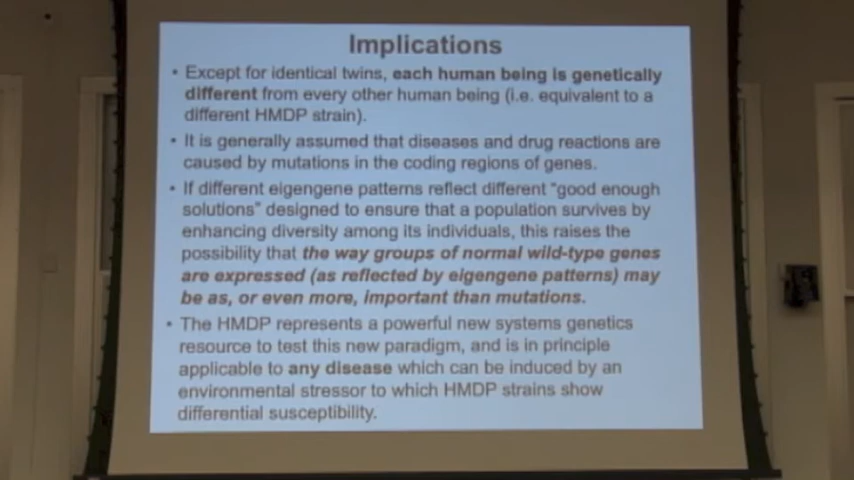 Implications
• Except for identical twins, each human being is genetically
different from every other human being (i.e. equivalent to a
different HMDP strain).
• It is generally assumed that diseases and drug reactions are
caused by mutations in the coding regions of genes.
• If different eigengene patterns reflect different "good enough
solutions" designed to ensure that a population survives by
enhancing diversity among its individuals, this raises the
possibility that the way groups of normal wild-type genes
are expressed (as reflected by eigengene patterns) may
be as, or even more, important than mutations.
• The HMDP represents a powerful new systems genetics
resource to test this new paradigm, and is in principle
applicable to any disease which can be induced by an
environmental stressor to which HMDP strains show
differential susceptibility.